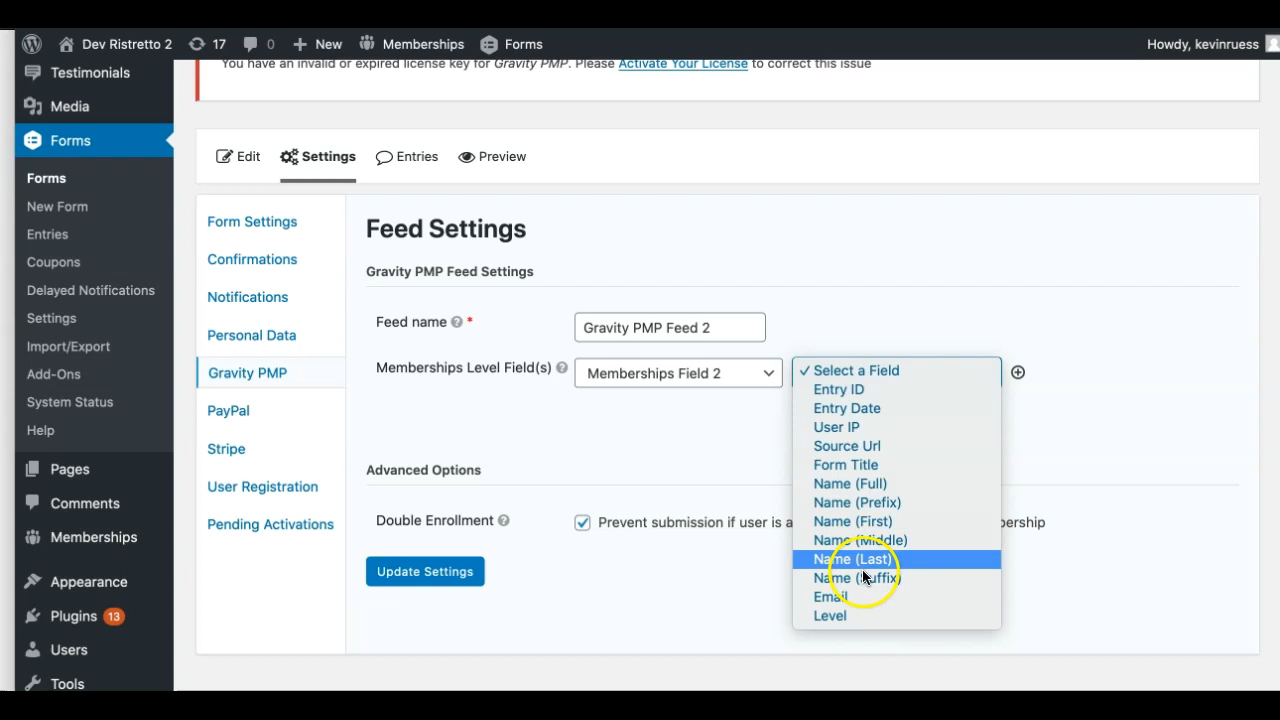 Dev Ristretto 2 17 0 New Memberships Forms Howdy, kevinruess
Testimonials
Media
Forms
Forms
New Form
Entries
Coupons
Delayed Notifications
Settings
Import/Export
Add-Ons
System Status
Help
Pages
Comments
Memberships
Appearance
Plugins 13
Users
Tools
You have an invalid or expired license key for Gravity PMP. Please Activate Your License to correct this issue
Edit Settings Entries Preview
Form Settings
Confirmations
Notifications
Personal Data
Gravity PMP
PayPal
Stripe
User Registration
Pending Activations
Feed Settings
Gravity PMP Feed Settings
Feed name ? * Gravity PMP Feed 2
Memberships Level Field(s) ? Memberships Field 2
✓ Select a Field
Entry ID
Entry Date
User IP
Source Url
Form Title
Name (Full)
Name (Prefix)
Name (First)
Name (Middle)
Name (Last)
Name (Suffix)
Email
Level
Advanced Options
Double Enrollment ? Prevent submission if user is a
Update Settings